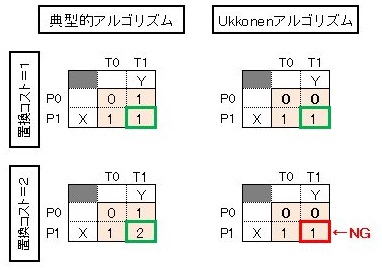 典型的アルゴリズム
Ukkonenアルゴリズム
置換コスト=1
T0 T1
Y
P0 0 1
P1 X 1 1
T0 T1
Y
P0 0 0
P1 X 1 1
置換コスト=2
T0 T1
Y
P0 0 1
P1 X 1 2
T0 T1
Y
P0 0 0
P1 X 1 1 ←NG